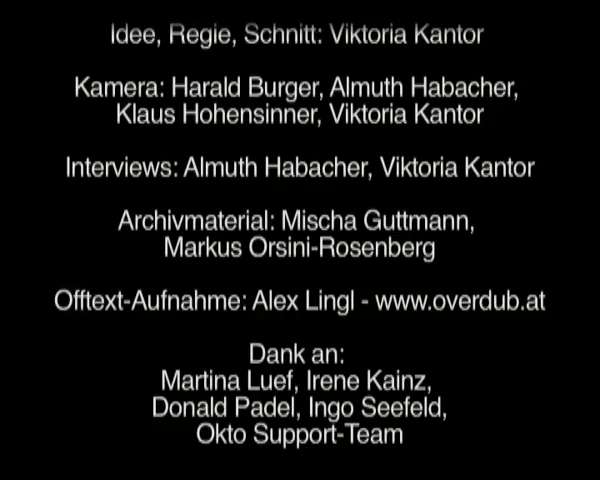 Idee, Regie, Schnitt: Viktoria Kantor
Kamera: Harald Burger, Almuth Habacher,
Klaus Hohensinner, Viktoria Kantor
Interviews: Almuth Habacher, Viktoria Kantor
Archivmaterial: Mischa Guttmann,
Markus Orsini-Rosenberg
Offtext-Aufnahme: Alex Lingl - www.overdub.at
Dank an:
Martina Luef, Irene Kainz,
Donald Padel, Ingo Seefeld,
Okto Support-Team